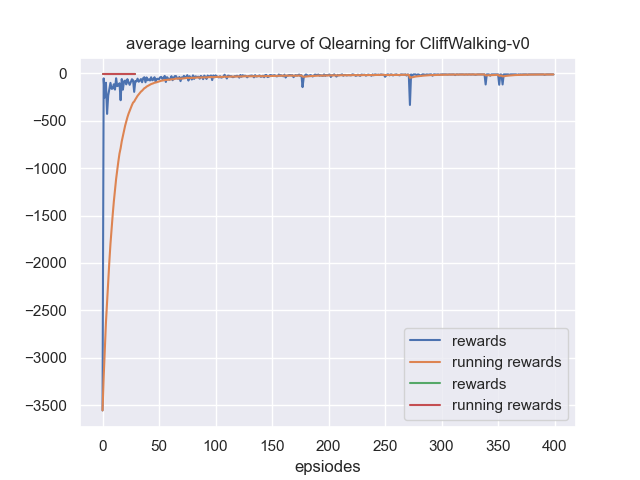 average learning curve of Qlearning for CliffWalking-v0
0
−500
−1000
−1500
−2000
−2500
−3000
−3500
rewards
running rewards
rewards
running rewards
0 50 100 150 200 250 300 350 400
epsiodes